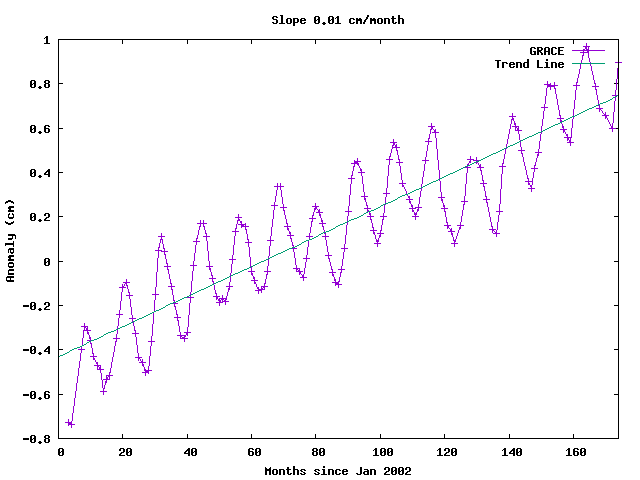 Slope 0.01 cm/month
GRACE
Trend Line
1
0.8
0.6
0.4
0.2
0
-0.2
-0.4
-0.6
-0.8
Anomaly (cm)
0 20 40 60 80 100 120 140 160
Months since Jan 2002